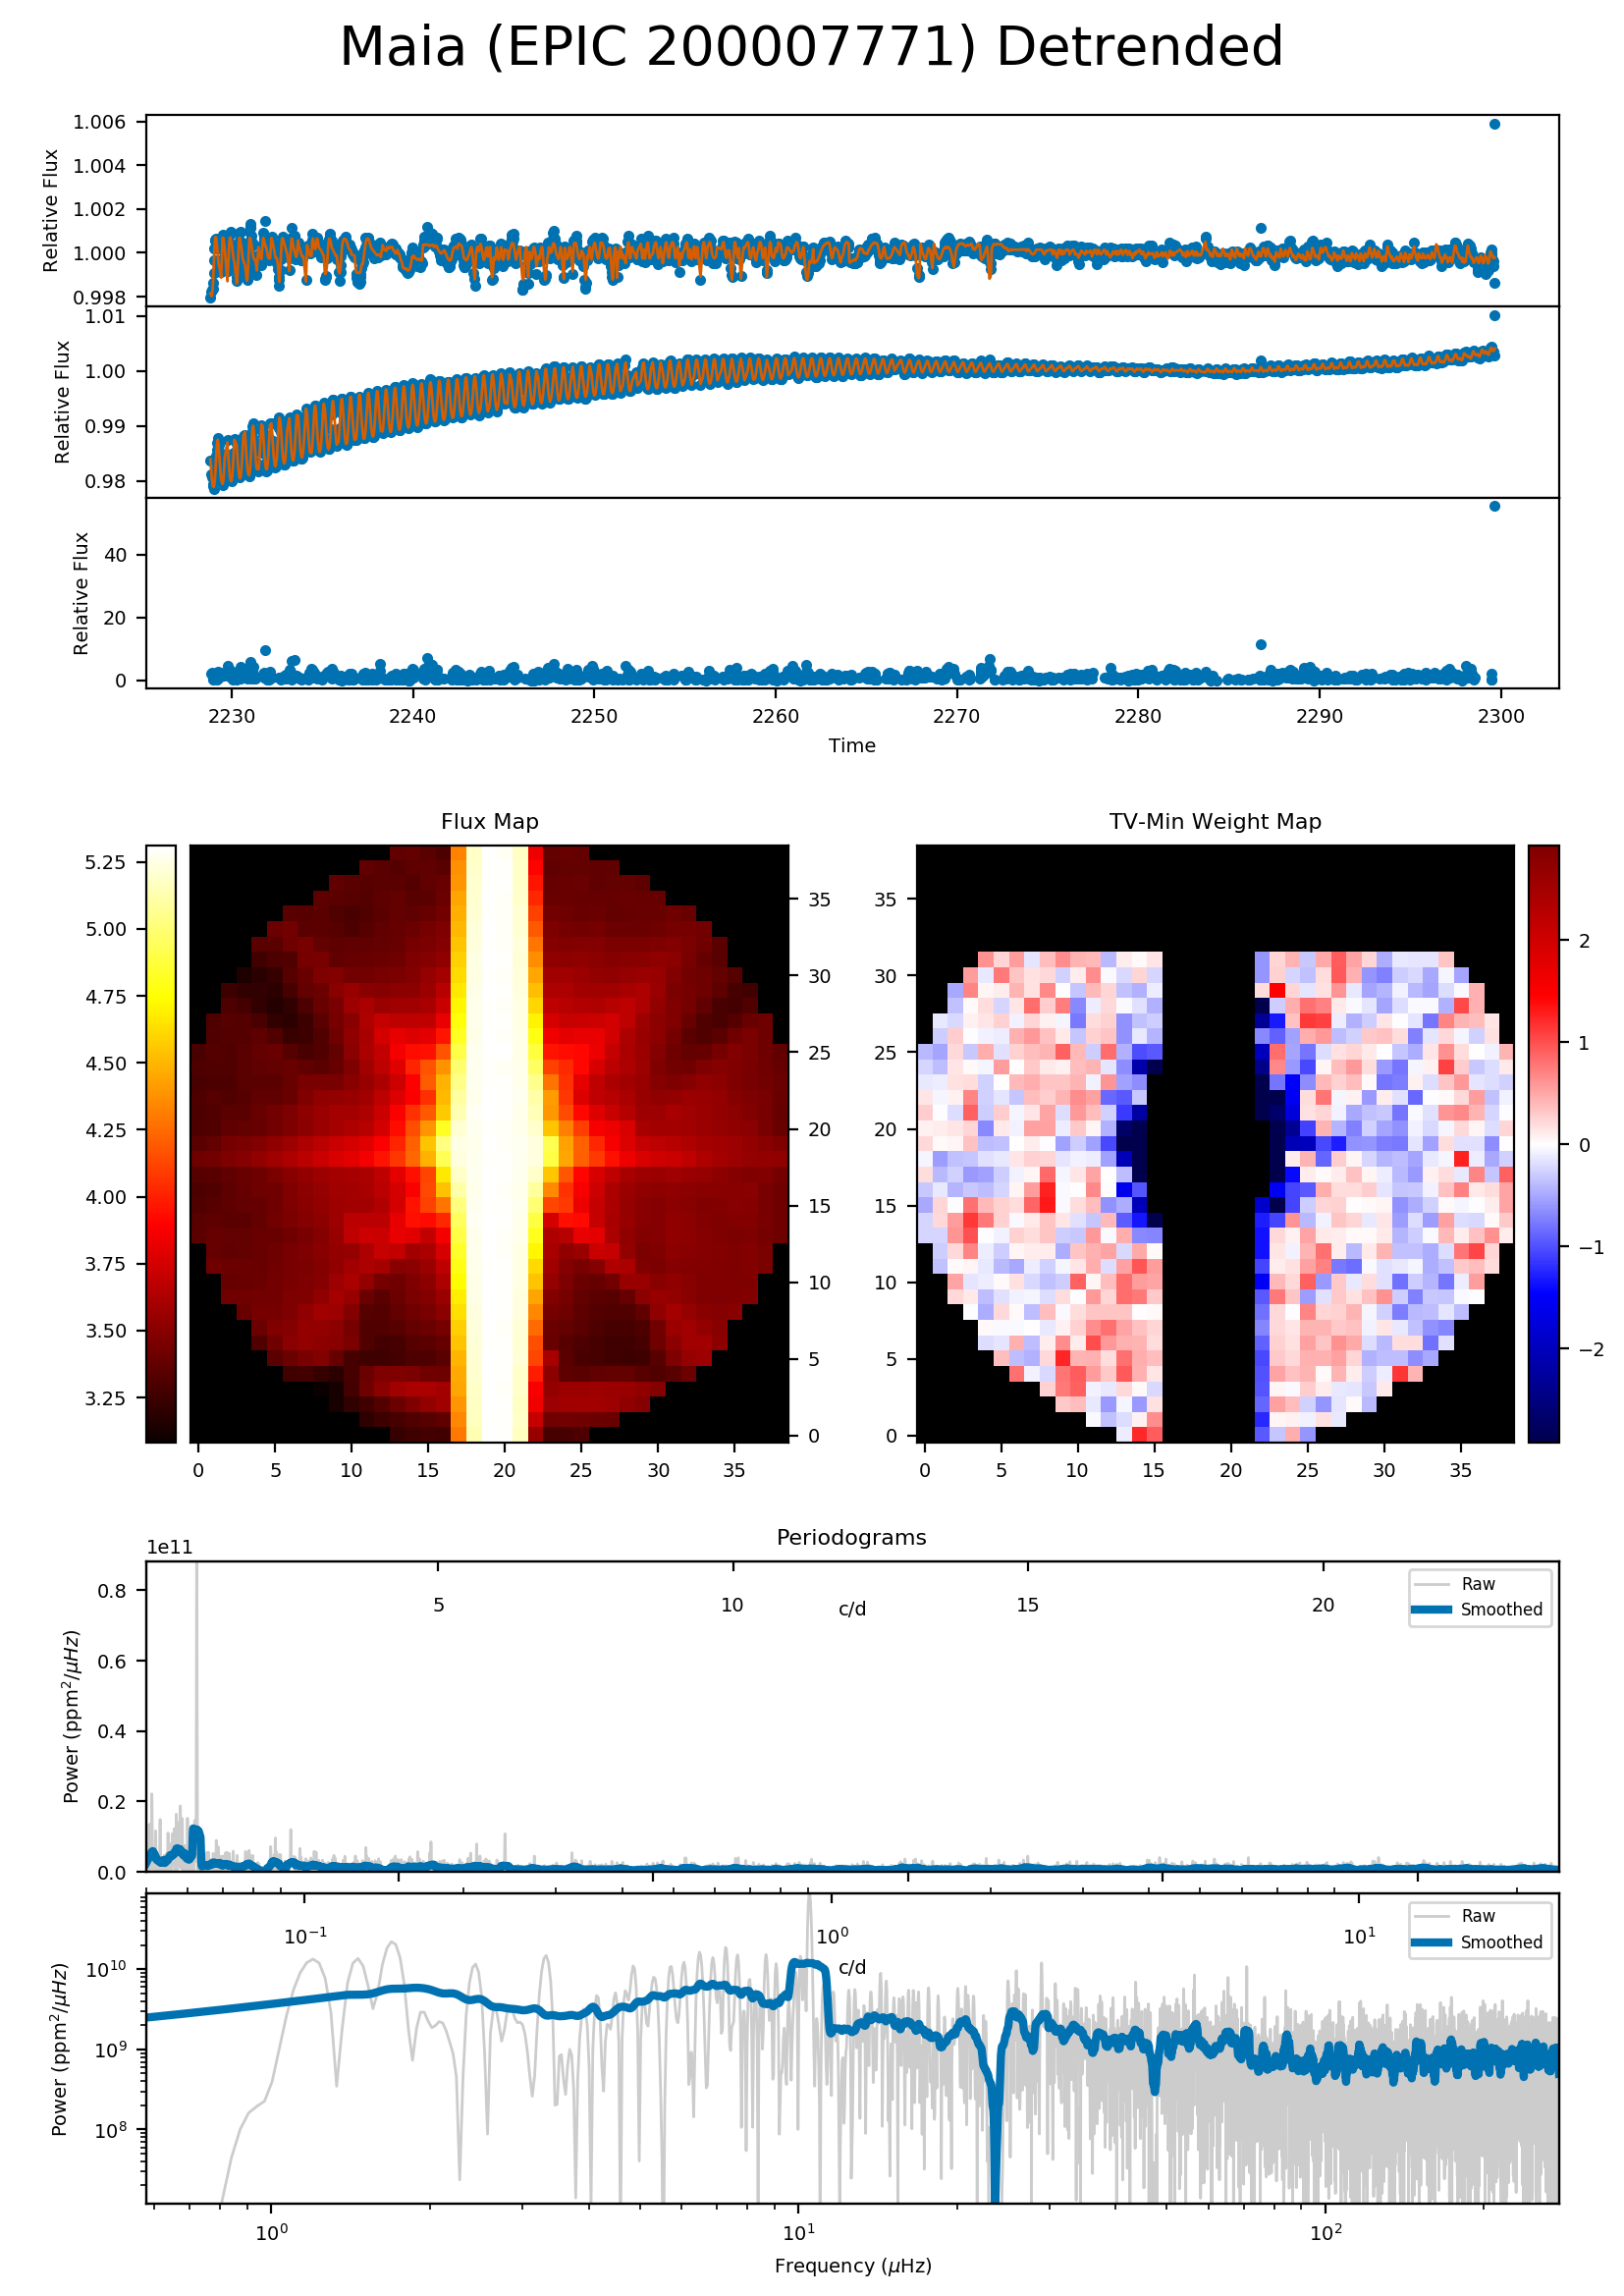 Maia (EPIC 200007771) Detrended
Relative Flux
1.006
1.004
1.002
1.000
0.998
Relative Flux
1.01
1.00
0.99
0.98
Relative Flux
40
20
0
2230 2240 2250 2260 2270 2280 2290 2300
Time
Flux Map
5.25
5.00
4.75
4.50
4.25
4.00
3.75
3.50
3.25
35
30
25
20
15
10
5
0
0 5 10 15 20 25 30 35
TV-Min Weight Map
35
30
25
20
15
10
5
0
0 5 10 15 20 25 30 35
2
1
0
−1
−2
Periodograms
1e11
Power (ppm²/μHz)
0.8
0.6
0.4
0.2
0.0
5 10 15 20
c/d
Raw
Smoothed
Power (ppm²/μHz)
10¹⁰
10⁹
10⁸
10⁻¹ 10⁰ 10¹
c/d
Raw
Smoothed
10⁰ 10¹ 10²
Frequency (μHz)